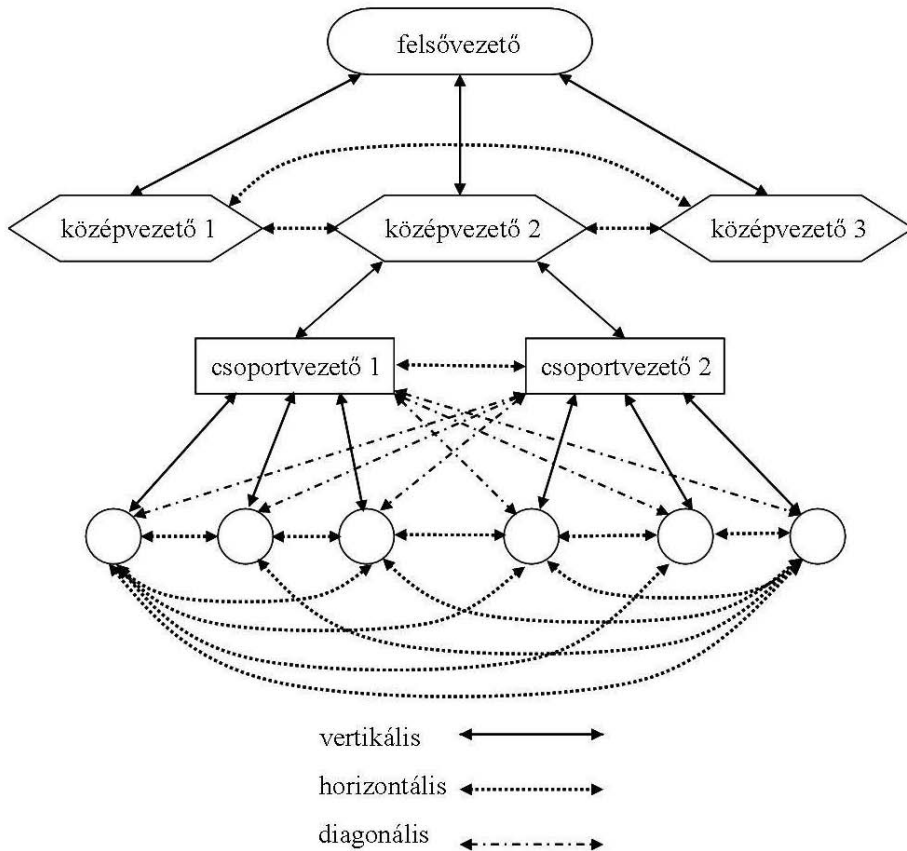 felsővezető
középvezető 1
középvezető 2
középvezető 3
csoportvezető 1
csoportvezető 2
vertikális
horizontális
diagonális